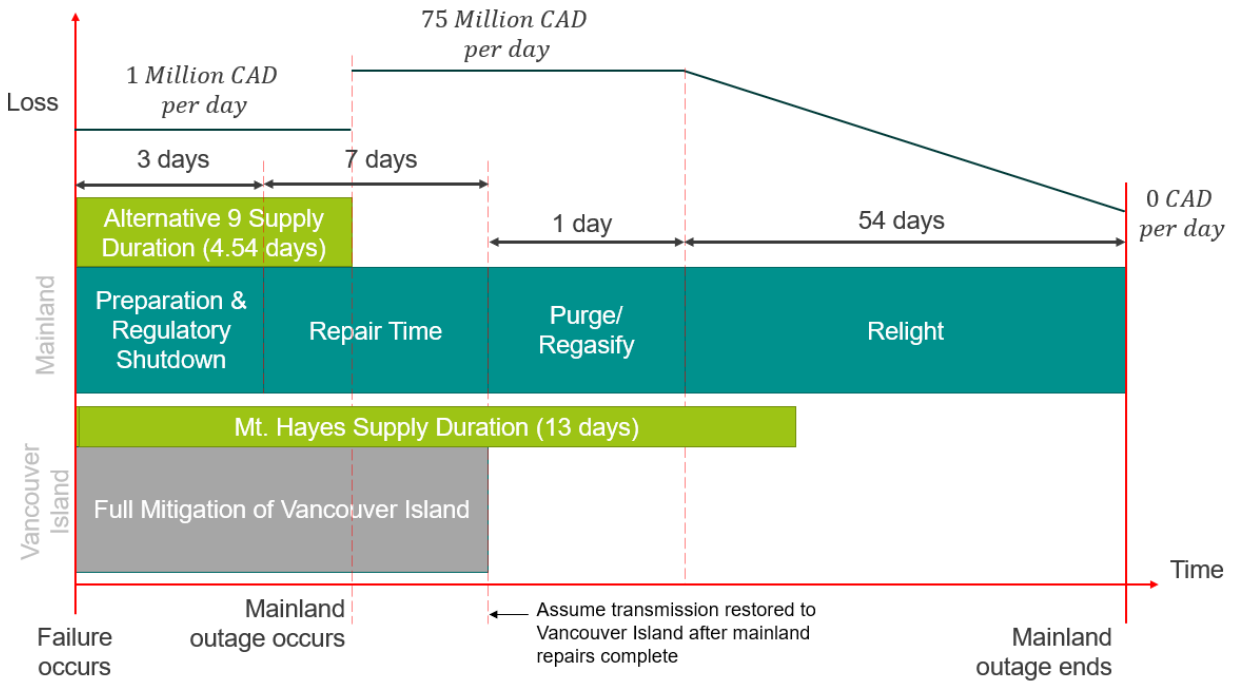 75 Million CAD
per day
1 Million CAD
per day
Loss
3 days
7 days
0 CAD
per day
Alternative 9 Supply
Duration (4.54 days)
1 day
54 days
Mainland
Preparation &
Regulatory
Shutdown
Repair Time
Purge/
Regasify
Relight
Mt. Hayes Supply Duration (13 days)
Vancouver
Island
Full Mitigation of Vancouver Island
Time
Mainland
outage occurs
Assume transmission restored to
Vancouver Island after mainland
repairs complete
Failure
occurs
Mainland
outage ends